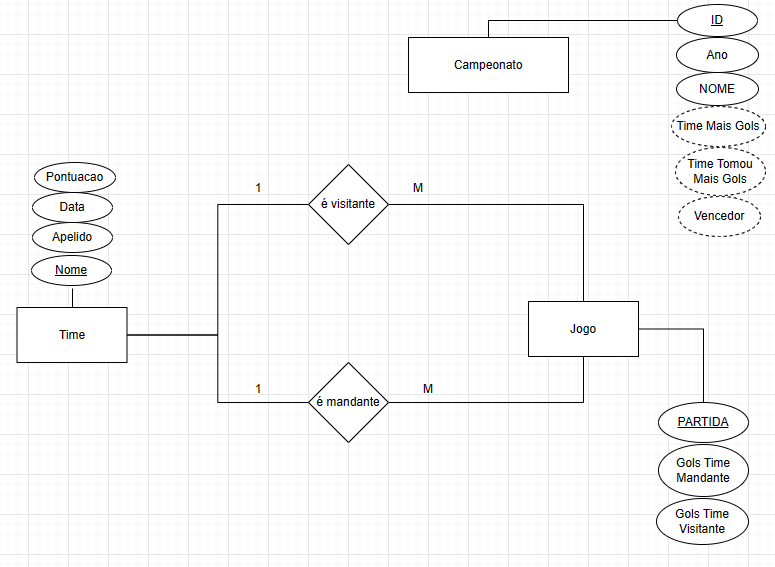 ID
Campeonato
Ano
NOME
Time Mais Gols
Time Tomou
Mais Gols
Vencedor
Pontuacao
Data
Apelido
Nome
Time
1
é visitante
M
Jogo
1
é mandante
M
PARTIDA
Gols Time
Mandante
Gols Time
Visitante